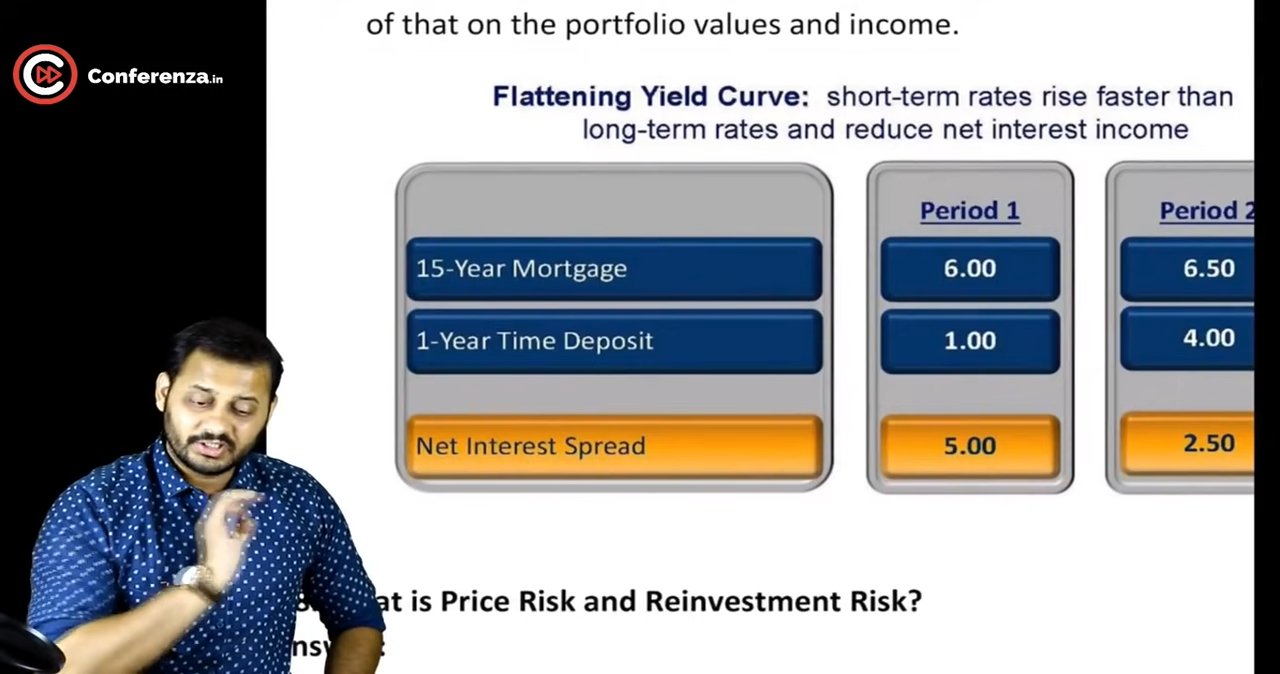 Conferenza.in
of that on the portfolio values and income.
Flattening Yield Curve: short-term rates rise faster than
long-term rates and reduce net interest income
Period 1 Period 2
15-Year Mortgage 6.00 6.50
1-Year Time Deposit 1.00 4.00
Net Interest Spread 5.00 2.50
at is Price Risk and Reinvestment Risk?